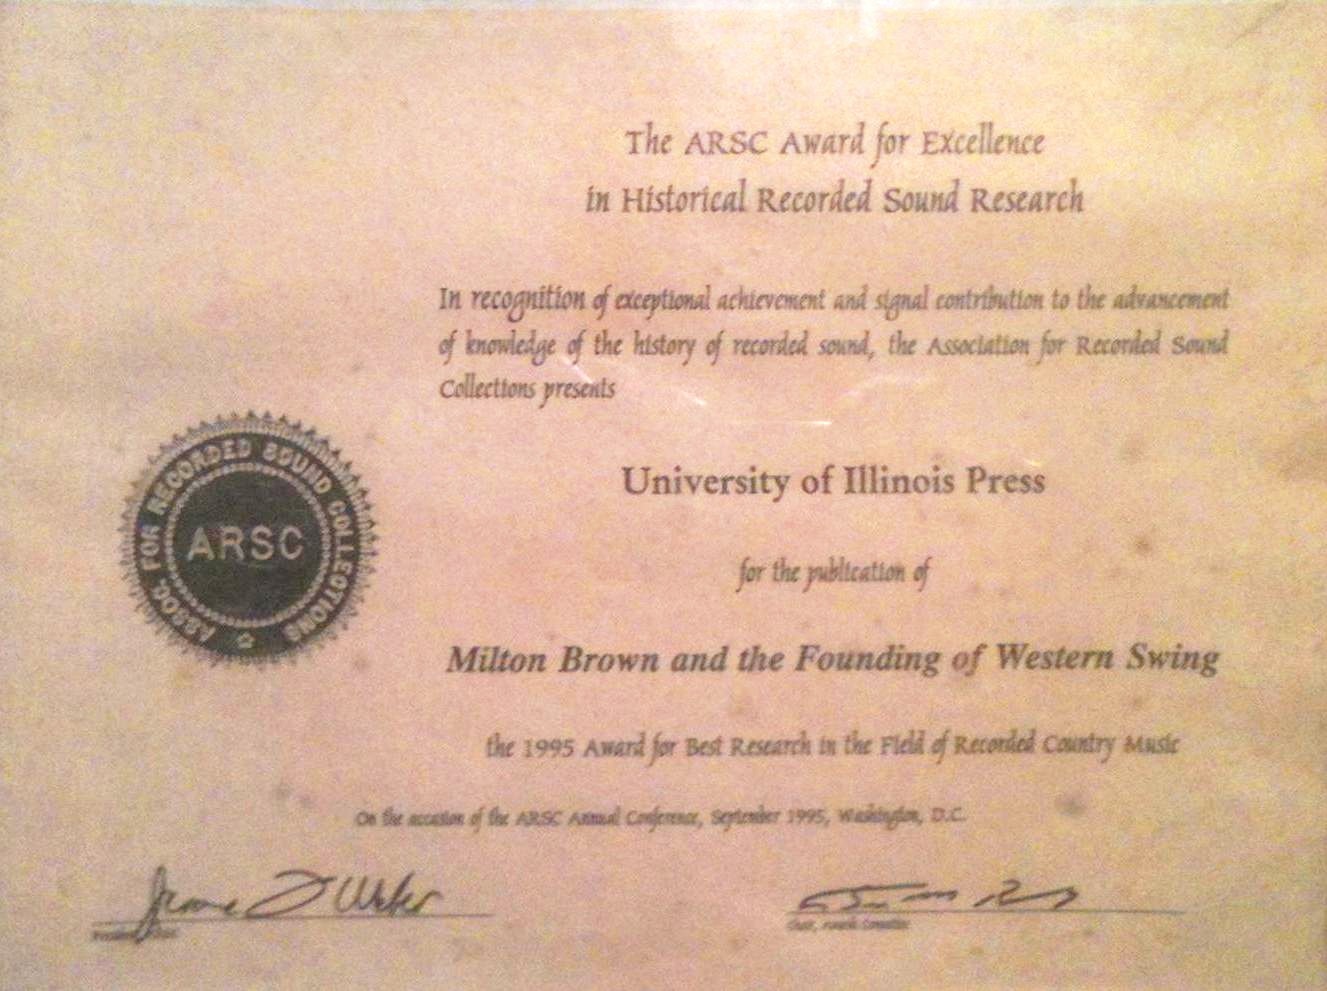 The ARSC Award for Excellence
in Historical Recorded Sound Research
In recognition of exceptional achievement and signal contribution to the advancement
of knowledge of the history of recorded sound, the Association for Recorded Sound
Collections presents
ASSOC FOR RECORDED SOUND COLLECTIONS
ARSC
University of Illinois Press
for the publication of
Milton Brown and the Founding of Western Swing
the 1995 Award for Best Research in the Field of Recorded Country Music
On the occasion of the ARSC Annual Conference, September 1995, Washington, D.C.
Chair, Awards Committee